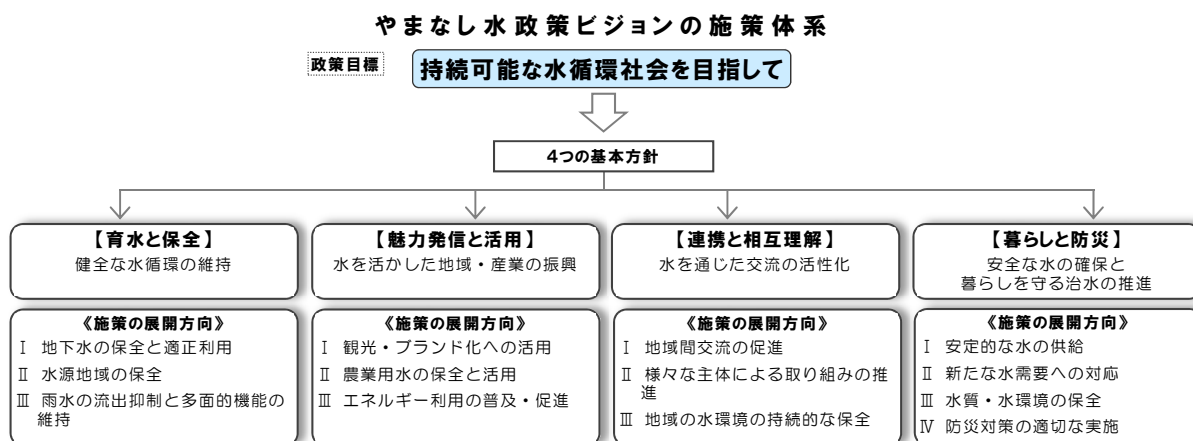 やまなし水政策ビジョンの施策体系
政策目標
持続可能な水循環社会を目指して
4つの基本方針
【育水と保全】
健全な水循環の維持
【魅力発信と活用】
水を活かした地域・産業の振興
【連携と相互理解】
水を通じた交流の活性化
【暮らしと防災】
安全な水の確保と
暮らしを守る治水の推進
《施策の展開方向》
Ⅰ 地下水の保全と適正利用
Ⅱ 水源地域の保全
Ⅲ 雨水の流出抑制と多面的機能の
維持
《施策の展開方向》
Ⅰ 観光・ブランド化への活用
Ⅱ 農業用水の保全と活用
Ⅲ エネルギー利用の普及・促進
《施策の展開方向》
Ⅰ 地域間交流の促進
Ⅱ 様々な主体による取り組みの推
進
Ⅲ 地域の水環境の持続的な保全
《施策の展開方向》
Ⅰ 安定的な水の供給
Ⅱ 新たな水需要への対応
Ⅲ 水質・水環境の保全
Ⅳ 防災対策の適切な実施